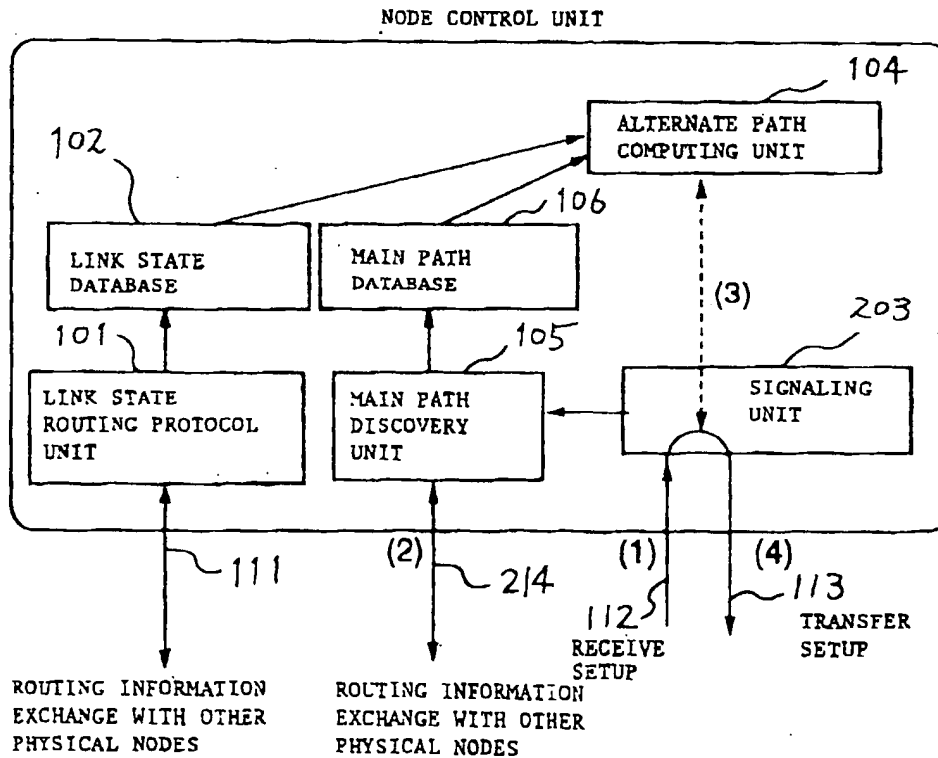 NODE CONTROL UNIT
104
ALTERNATE PATH
COMPUTING UNIT
102
106
LINK STATE
DATABASE
MAIN PATH
DATABASE
(3)
101
105
203
LINK STATE
ROUTING PROTOCOL
UNIT
MAIN PATH
DISCOVERY
UNIT
SIGNALING
UNIT
111
(2)
214
(1)
(4)
112
113
RECEIVE
SETUP
TRANSFER
SETUP
ROUTING INFORMATION
EXCHANGE WITH OTHER
PHYSICAL NODES
ROUTING INFORMATION
EXCHANGE WITH OTHER
PHYSICAL NODES